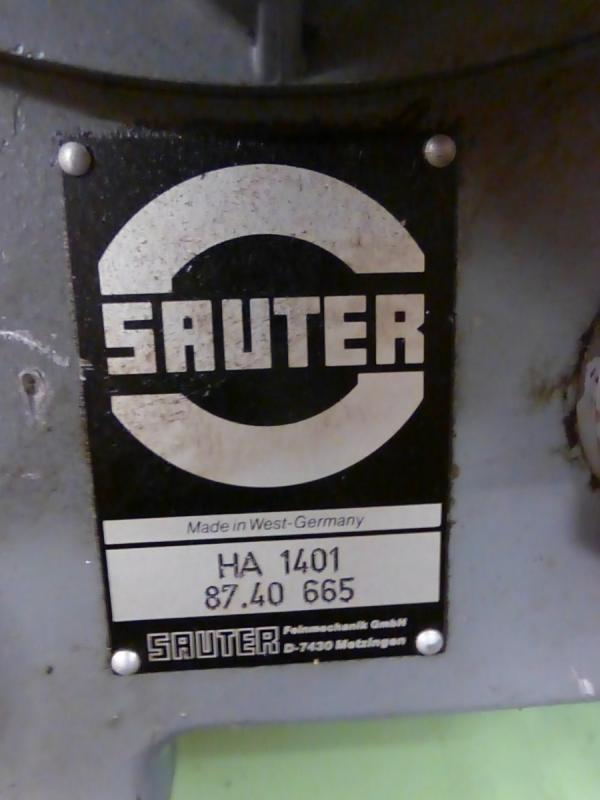 SAUTER
Made in West-Germany
HA 1401
87.40 665
SAUTER Feinmechanik GmbH
D-7430 Metzingen